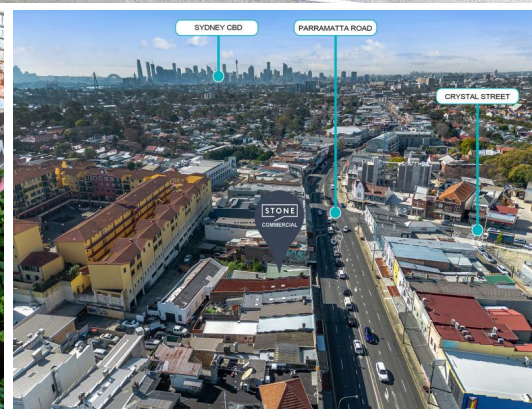 SYDNEY CBD
PARRAMATTA ROAD
CRYSTAL STREET
STONE
COMMERCIAL